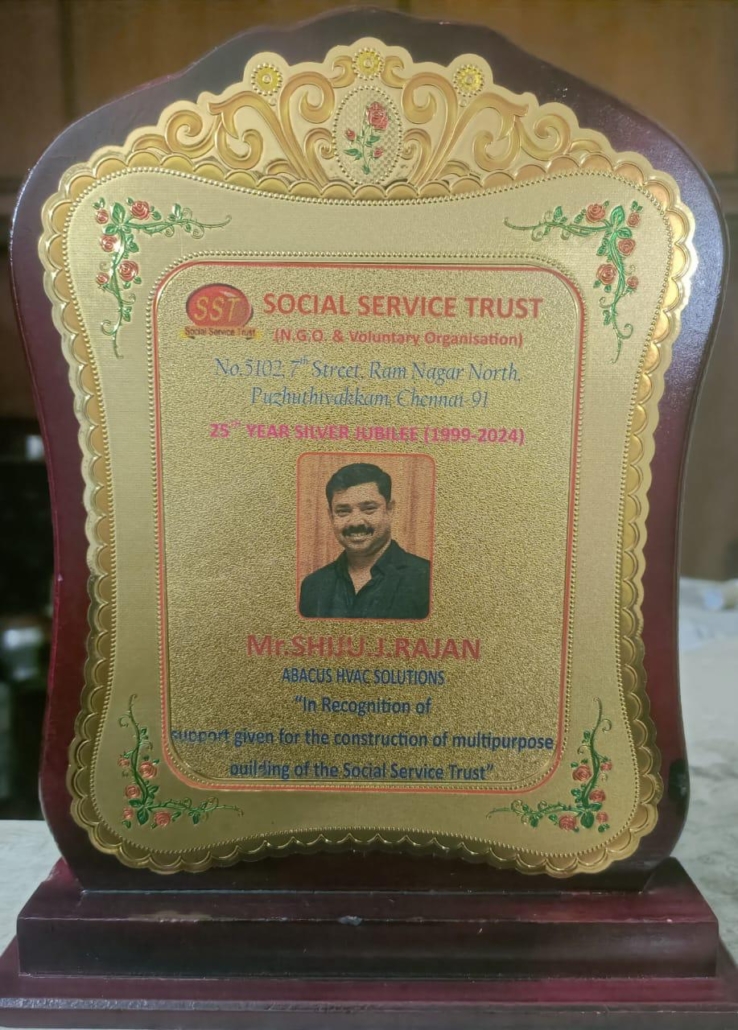 SST
Social Service Trust
SOCIAL SERVICE TRUST
(N.G.O. & Voluntary Organisation)
No.5102, 7th Street, Ram Nagar North,
Puzhuthivakkam, Chennai-91
25TH YEAR SILVER JUBILEE (1999-2024)
Mr.SHIJU.J.RAJAN
ABACUS HVAC SOLUTIONS
“In Recognition of
support given for the construction of multipurpose
building of the Social Service Trust”